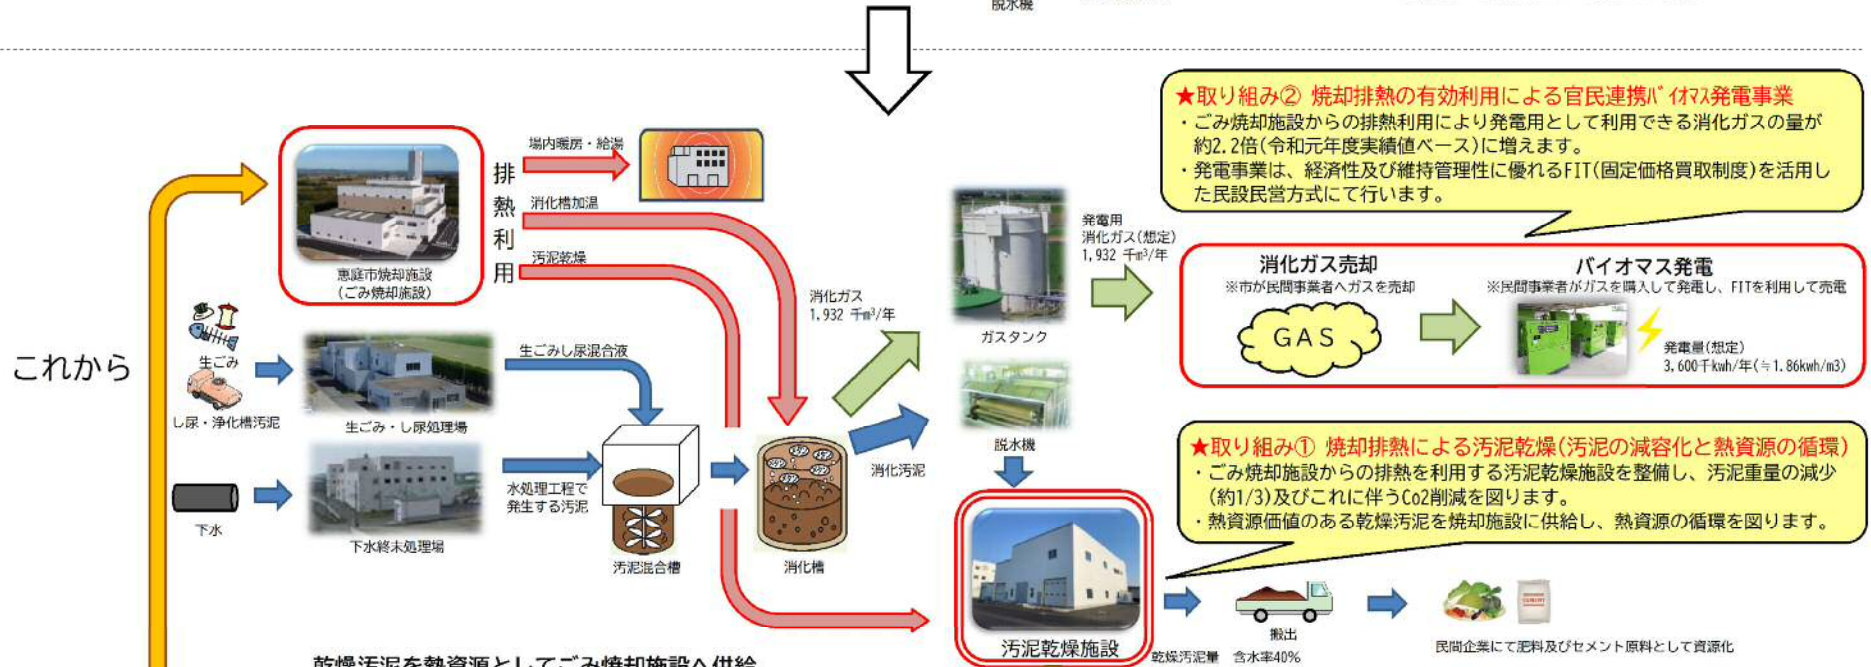 脱水機
★取り組み② 焼却排熱の有効利用による官民連携バイオマス発電事業
・ごみ焼却施設からの排熱利用により発電用として利用できる消化ガスの量が
約2.2倍(令和元年度実績値ベース)に増えます。
・発電事業は、経済性及び維持管理性に優れるFIT(固定価格買取制度)を活用し
た民設民営方式にて行います。
場内暖房・給湯
排熱利用
消化槽加温
汚泥乾燥
恵庭市焼却施設
(ごみ焼却施設)
発電用
消化ガス(想定)
1,932 千m³/年
消化ガス売却
※市が民間事業者へガスを売却
GAS
バイオマス発電
※民間事業者がガスを購入して発電し、FITを利用して売電
発電量(想定)
3,600千kwh/年(≒1.86kwh/m3)
消化ガス
1,932 千m³/年
ガスタンク
これから
生ごみ
し尿・浄化槽汚泥
生ごみし尿混合液
生ごみ・し尿処理場
脱水機
消化汚泥
下水
下水終末処理場
水処理工程で
発生する汚泥
汚泥混合槽
消化槽
★取り組み① 焼却排熱による汚泥乾燥(汚泥の減容化と熱資源の循環)
・ごみ焼却施設からの排熱を利用する汚泥乾燥施設を整備し、汚泥重量の減少
(約1/3)及びこれに伴うCo2削減を図ります。
・熱資源価値のある乾燥汚泥を焼却施設に供給し、熱資源の循環を図ります。
汚泥乾燥施設
搬出
乾燥汚泥量 含水率40%
民間企業にて肥料及びセメント原料として資源化
乾燥汚泥を熱資源としてごみ焼却施設へ供給